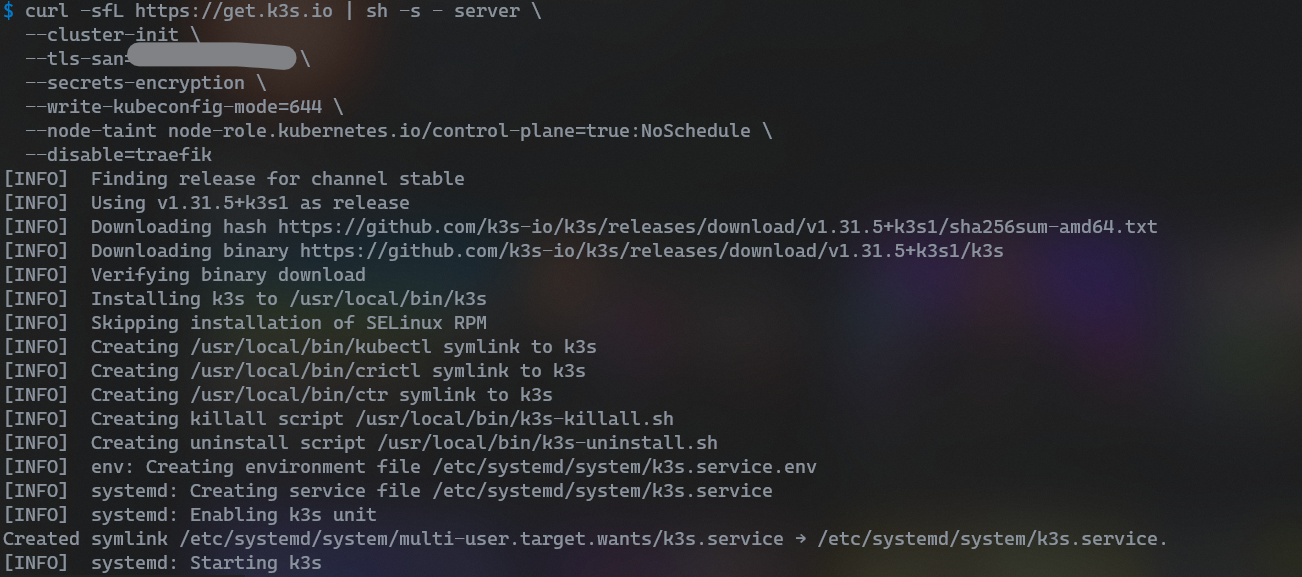 $ curl -sfL https://get.k3s.io | sh -s - server \
--cluster-init \
--tls-san= \
--secrets-encryption \
--write-kubeconfig-mode=644 \
--node-taint node-role.kubernetes.io/control-plane=true:NoSchedule \
--disable=traefik
[INFO]  Finding release for channel stable
[INFO]  Using v1.31.5+k3s1 as release
[INFO]  Downloading hash https://github.com/k3s-io/k3s/releases/download/v1.31.5+k3s1/sha256sum-amd64.txt
[INFO]  Downloading binary https://github.com/k3s-io/k3s/releases/download/v1.31.5+k3s1/k3s
[INFO]  Verifying binary download
[INFO]  Installing k3s to /usr/local/bin/k3s
[INFO]  Skipping installation of SELinux RPM
[INFO]  Creating /usr/local/bin/kubectl symlink to k3s
[INFO]  Creating /usr/local/bin/crictl symlink to k3s
[INFO]  Creating /usr/local/bin/ctr symlink to k3s
[INFO]  Creating killall script /usr/local/bin/k3s-killall.sh
[INFO]  Creating uninstall script /usr/local/bin/k3s-uninstall.sh
[INFO]  env: Creating environment file /etc/systemd/system/k3s.service.env
[INFO]  systemd: Creating service file /etc/systemd/system/k3s.service
[INFO]  systemd: Enabling k3s unit
Created symlink /etc/systemd/system/multi-user.target.wants/k3s.service → /etc/systemd/system/k3s.service.
[INFO]  systemd: Starting k3s